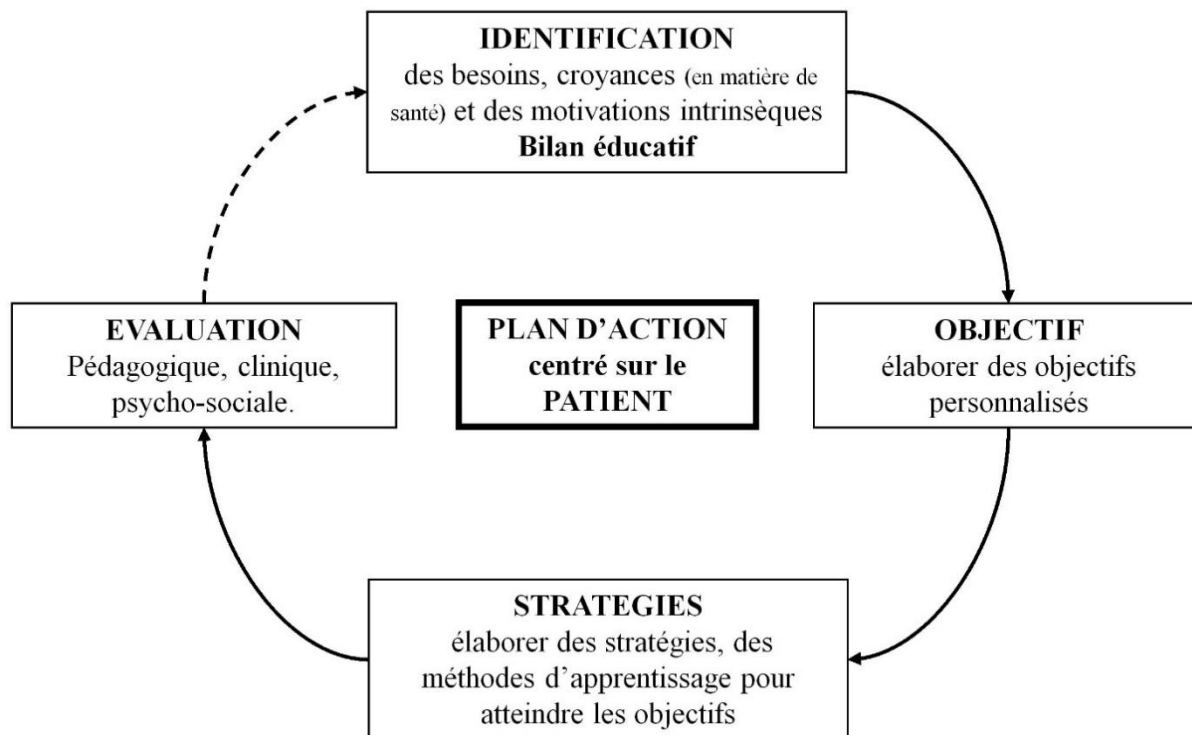 IDENTIFICATION
des besoins, croyances (en matière de
santé) et des motivations intrinsèques
Bilan éducatif
EVALUATION
Pédagogique, clinique,
psycho-sociale.
PLAN D’ACTION
centré sur le
PATIENT
OBJECTIF
élaborer des objectifs
personnalisés
STRATEGIES
élaborer des stratégies, des
méthodes d’apprentissage pour
atteindre les objectifs